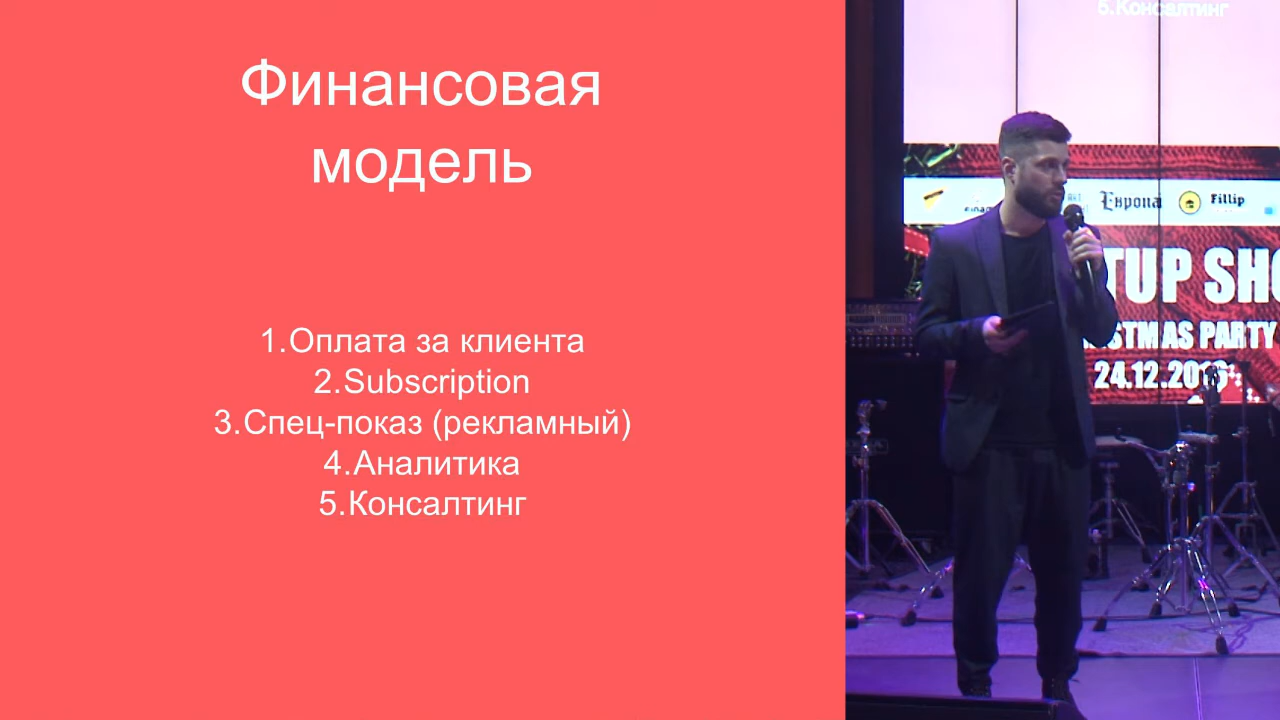 Финансовая
модель
1.Оплата за клиента
2.Subscription
3.Спец-показ (рекламный)
4.Аналитика
5.Консалтинг
5.Консалтинг
Европа
Fillip
TUP SHO
STMAS PARTY
24.12.2016